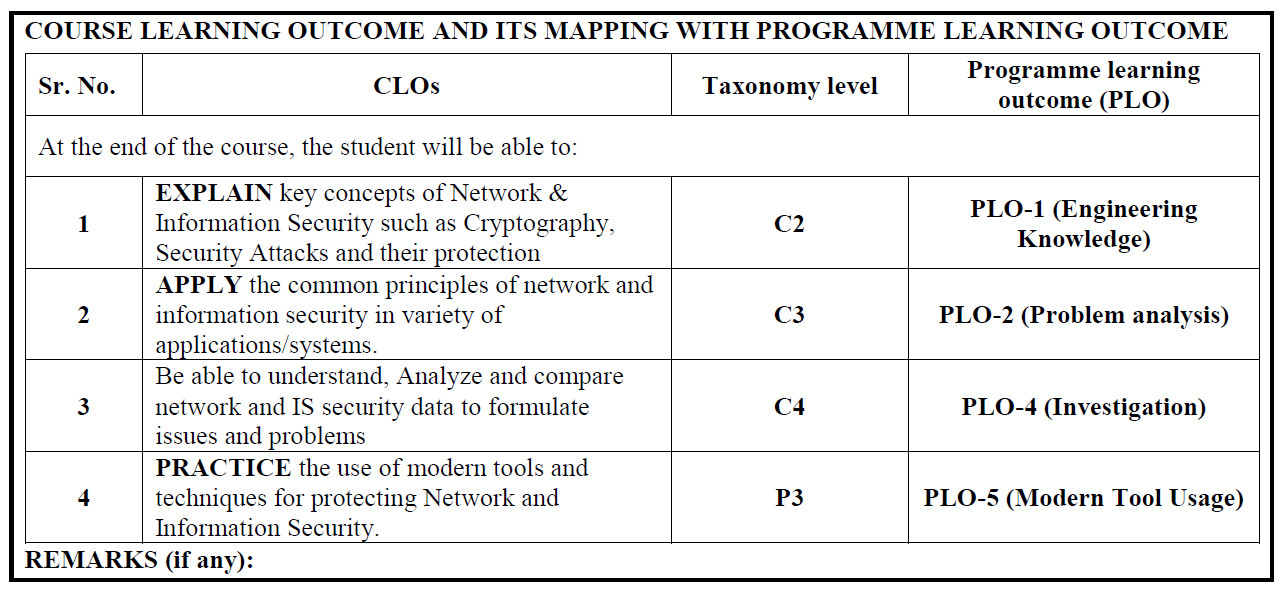 COURSE LEARNING OUTCOME AND ITS MAPPING WITH PROGRAMME LEARNING OUTCOME
Sr. No.
CLOs
Taxonomy level
Programme learning
outcome (PLO)
At the end of the course, the student will be able to:
1
EXPLAIN key concepts of Network &
Information Security such as Cryptography,
Security Attacks and their protection
C2
PLO-1 (Engineering
Knowledge)
2
APPLY the common principles of network and
information security in variety of
applications/systems.
C3
PLO-2 (Problem analysis)
3
Be able to understand, Analyze and compare
network and IS security data to formulate
issues and problems
C4
PLO-4 (Investigation)
4
PRACTICE the use of modern tools and
techniques for protecting Network and
Information Security.
P3
PLO-5 (Modern Tool Usage)
REMARKS (if any):